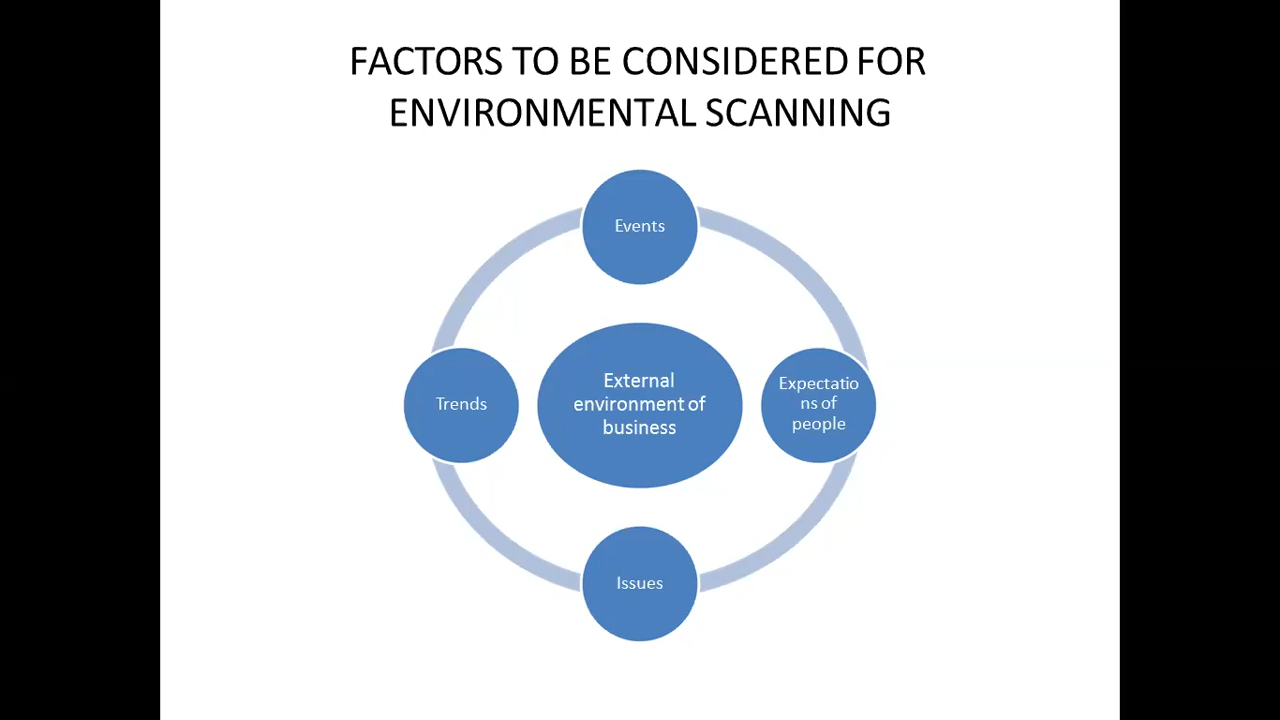 FACTORS TO BE CONSIDERED FOR
ENVIRONMENTAL SCANNING
Events
Trends
External
environment of
business
Expectatio
ns of
people
Issues